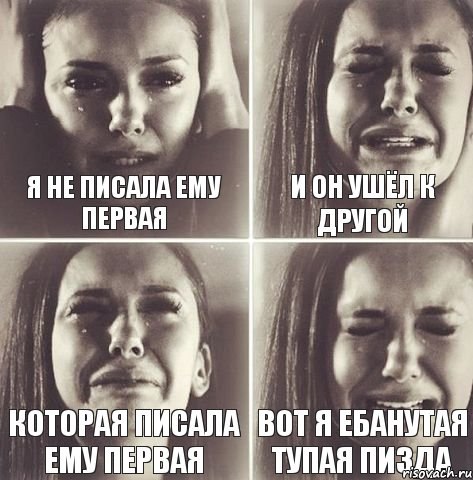 Я НЕ ПИСАЛА ЕМУ
ПЕРВАЯ
И ОН УШЁЛ К
ДРУГОЙ
КОТОРАЯ ПИСАЛА
ЕМУ ПЕРВАЯ
ВОТ Я ЕБАНУТАЯ
ТУПАЯ ПИЗДА
risovach.ru